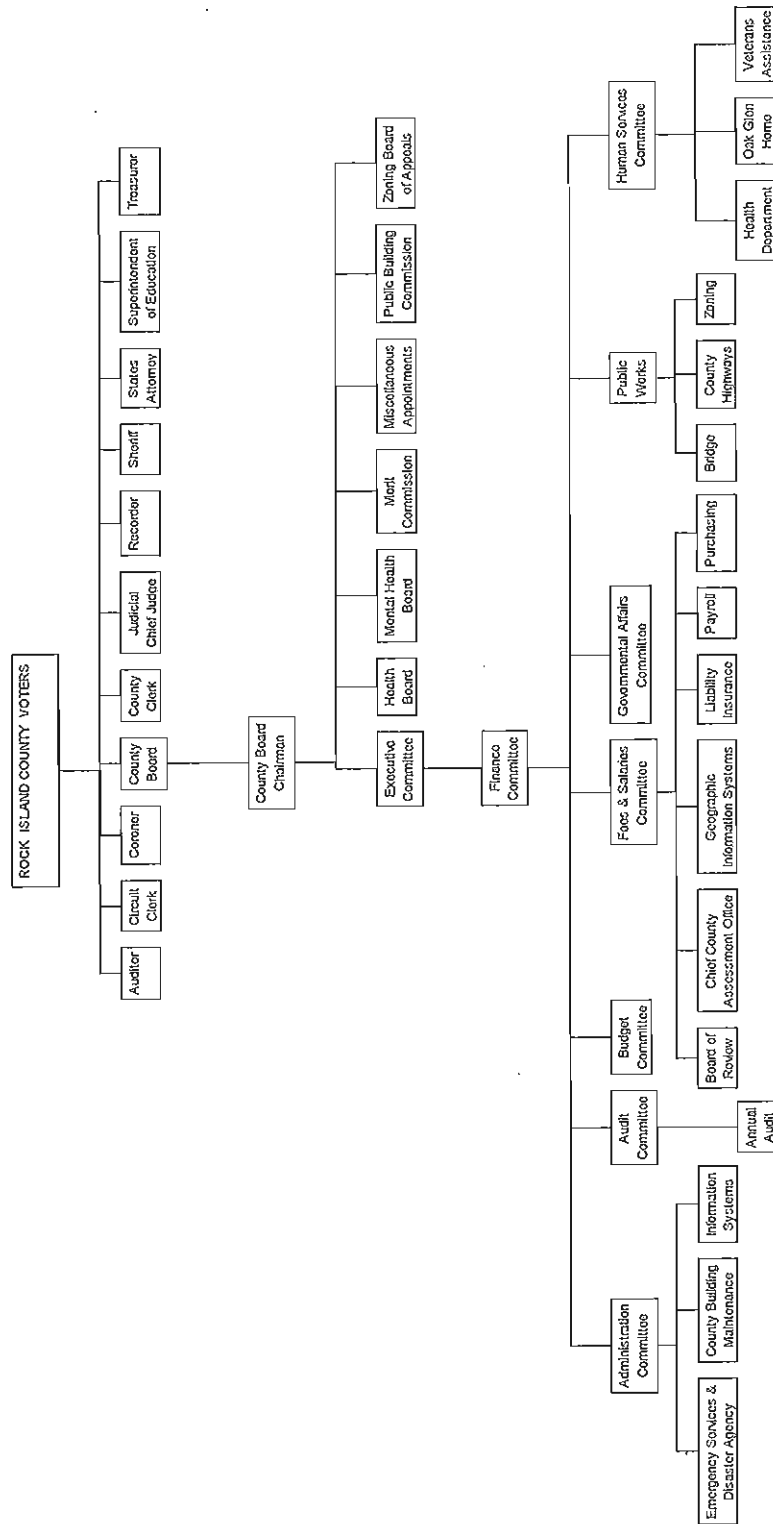 ROCK ISLAND COUNTY VOTERS
Auditor
Circuit
Clerk
Coroner
County
Board
County
Clerk
Judicial
Chief Judge
Recorder
Sheriff
States
Attorney
Superintendent
of Education
Treasurer
County Board
Chairman
Executive
Committee
Health
Board
Mental Health
Board
Merit
Commission
Miscellaneous
Appointments
Public Building
Commission
Zoning Board
of Appeals
Finance
Committee
Administration
Committee
Audit
Committee
Budget
Committee
Fees & Salaries
Committee
Governmental Affairs
Committee
Public
Works
Human Services
Committee
Emergency Services &
Disaster Agency
County Building
Maintenance
Information
Systems
Annual
Audit
Board of
Review
Chief County
Assessment Office
Geographic
Information Systems
Liability
Insurance
Payroll
Purchasing
Bridge
County
Highways
Zoning
Health
Department
Oak Glen
Home
Veterans
Assistance